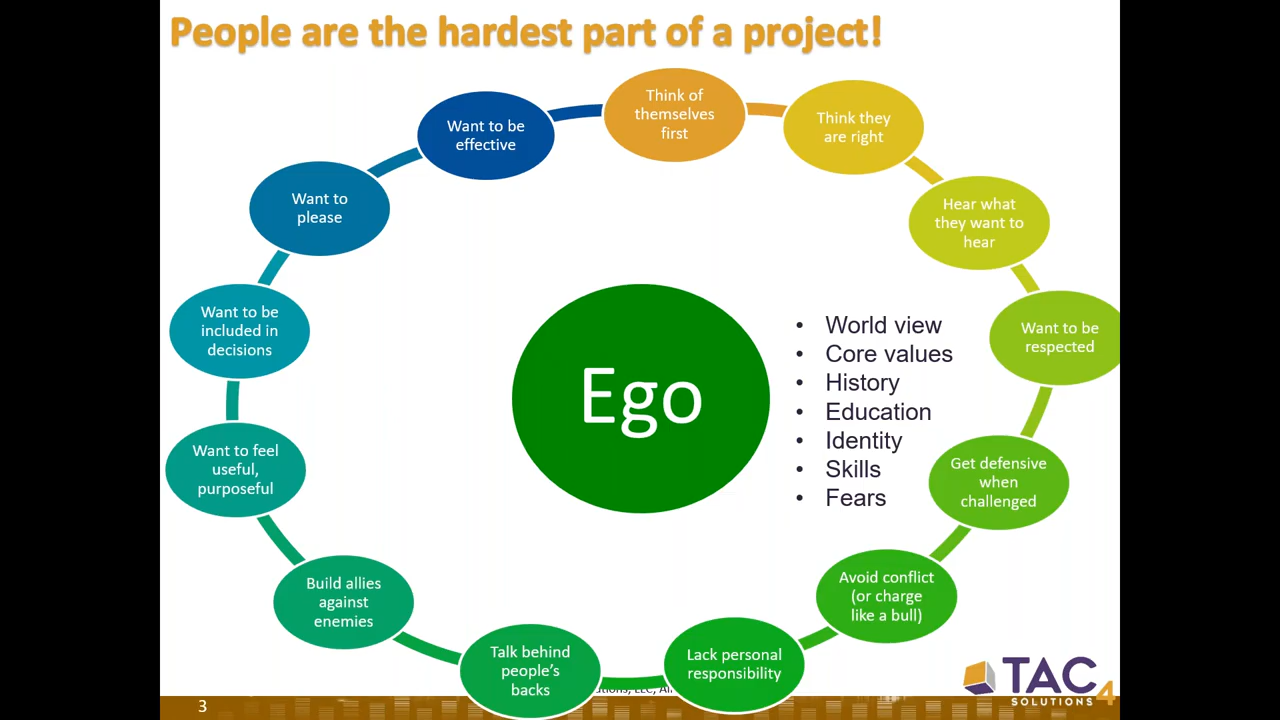 People are the hardest part of a project!
Think of
themselves
first
Think they
are right
Hear what
they want to
hear
Want to be
respected
Get defensive
when
challenged
Avoid conflict
(or charge
like a bull)
Lack personal
responsibility
Talk behind
people's
backs
Build allies
against
enemies
Want to feel
useful,
purposeful
Want to be
included in
decisions
Want to
please
Want to be
effective
Ego
• World view
• Core values
• History
• Education
• Identity
• Skills
• Fears
TAC4
SOLUTIONS
3